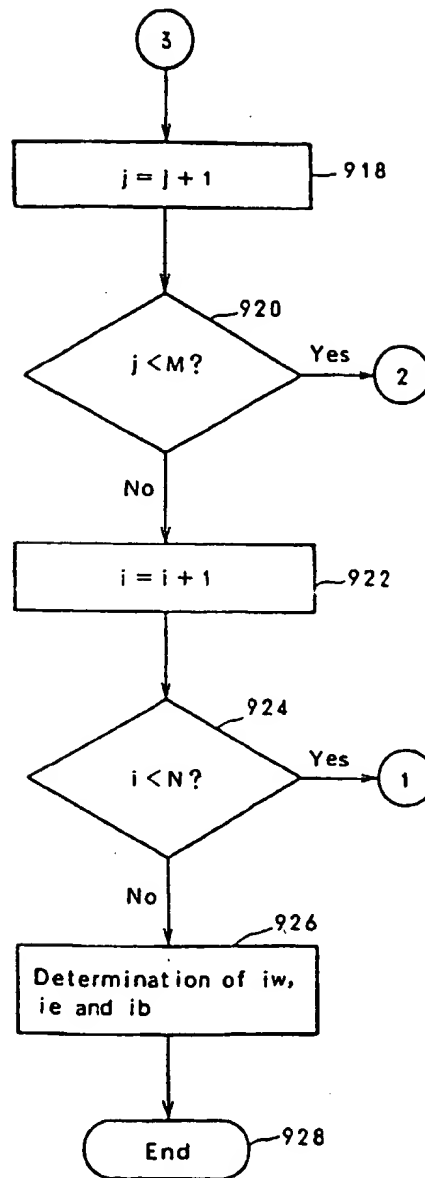 3
j = j + 1
918
920
j < M?
Yes
2
No
i = i + 1
922
924
i < N?
Yes
1
No
926
Determination of iw,
ie and ib
End
928